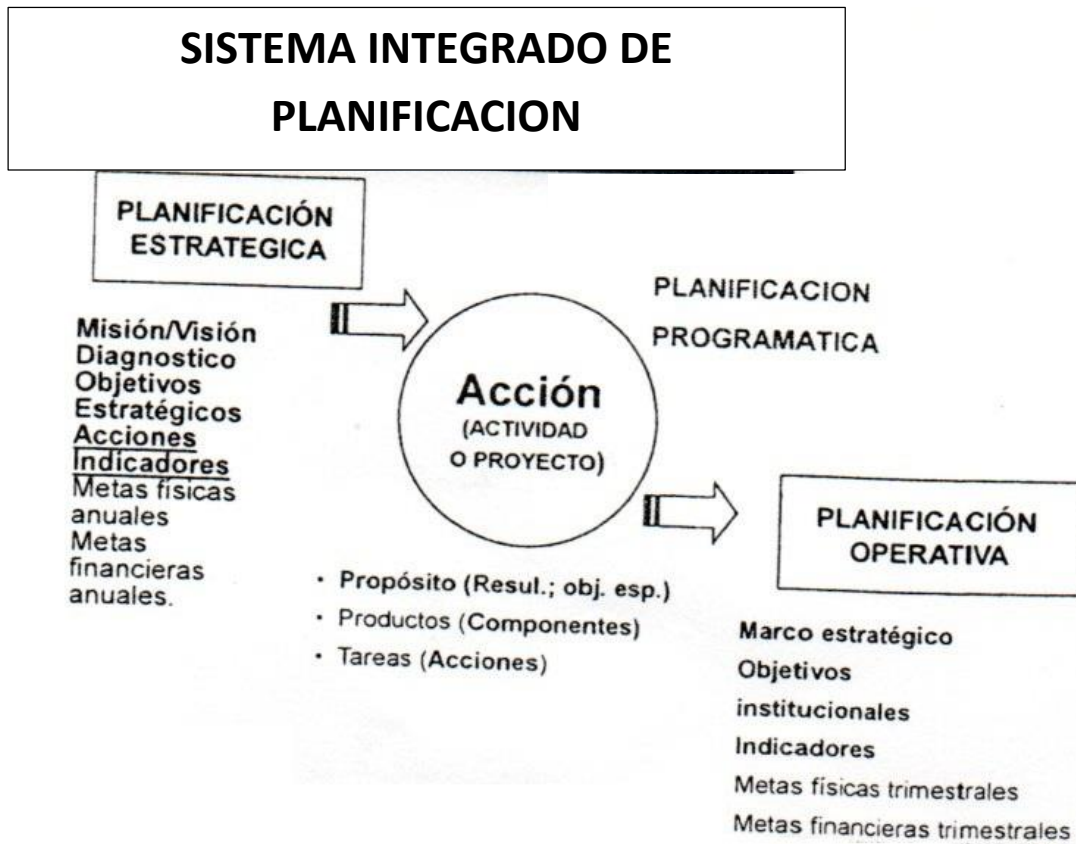 SISTEMA INTEGRADO DE
PLANIFICACION
PLANIFICACIÓN
ESTRATEGICA
Misión/Visión
Diagnostico
Objetivos
Estratégicos
Acciones
Indicadores
Metas físicas
anuales
Metas
financieras
anuales.
PLANIFICACION
PROGRAMATICA
Acción
(ACTIVIDAD
O PROYECTO)
• Propósito (Resul.; obj. esp.)
• Productos (Componentes)
• Tareas (Acciones)
PLANIFICACIÓN
OPERATIVA
Marco estratégico
Objetivos
institucionales
Indicadores
Metas físicas trimestrales
Metas financieras trimestrales